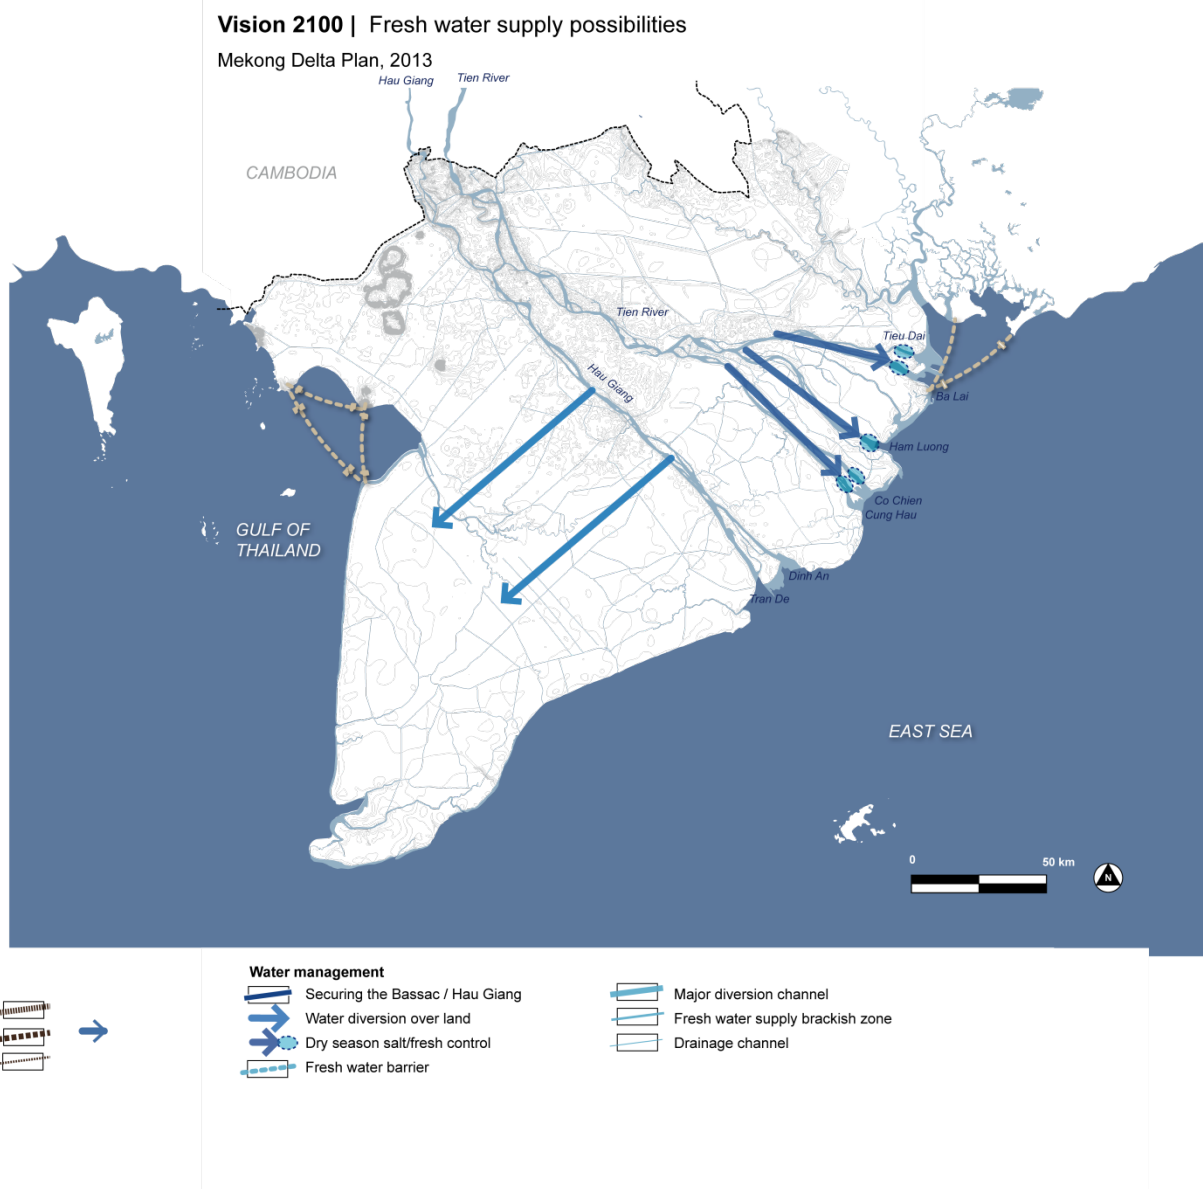 Vision 2100 | Fresh water supply possibilities
Mekong Delta Plan, 2013
Hau Giang
Tien River
CAMBODIA
Tien River
Tieu Dai
Hau Giang
Ba Lai
Ham Luong
Co Chien
Cung Hau
GULF OF
THAILAND
Dinh An
Tran De
EAST SEA
0
50 km
N
Water management
Securing the Bassac / Hau Giang
Water diversion over land
Dry season salt/fresh control
Fresh water barrier
Major diversion channel
Fresh water supply brackish zone
Drainage channel